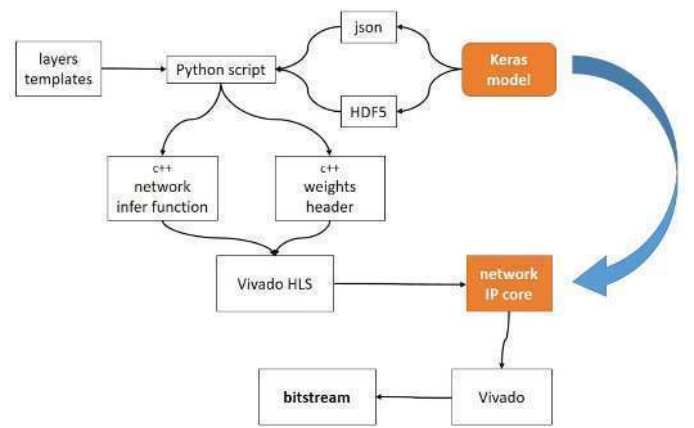 json
layers
templates
Python script
Keras
model
HDF5
c++
network
infer function
c++
weights
header
Vivado HLS
network
IP core
bitstream
Vivado